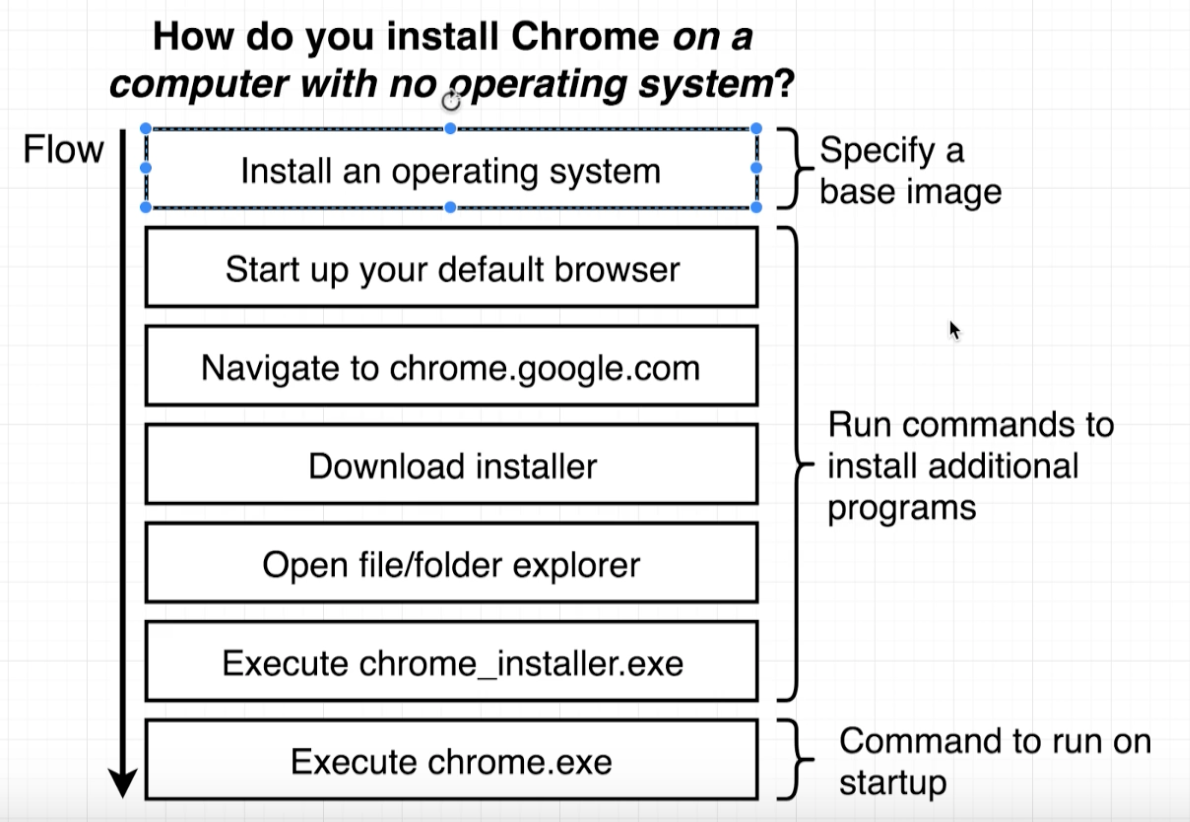 How do you install Chrome on a
computer with no operating system?
Flow
Install an operating system
Specify a
base image
Start up your default browser
Navigate to chrome.google.com
Download installer
Open file/folder explorer
Execute chrome_installer.exe
Run commands to
install additional
programs
Execute chrome.exe
Command to run on
startup